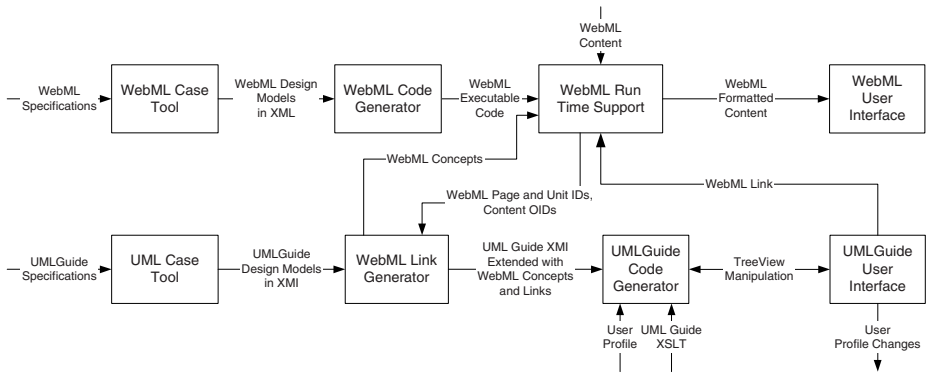 WebML
Content
WebML
Specifications
WebML Case
Tool
WebML Design
Models
in XML
WebML Code
Generator
WebML
Executable
Code
WebML Run
Time Support
WebML
Formatted
Content
WebML
User
Interface
WebML Concepts
WebML Link
WebML Page and Unit IDs,
Content OIDs
UMLGuide
Specifications
UML Case
Tool
UMLGuide
Design Models
in XMI
WebML Link
Generator
UML Guide XMI
Extended with
WebML Concepts
and Links
UMLGuide
Code
Generator
TreeView
Manipulation
UMLGuide
User
Interface
User
Profile
UML Guide
XSLT
User
Profile Changes